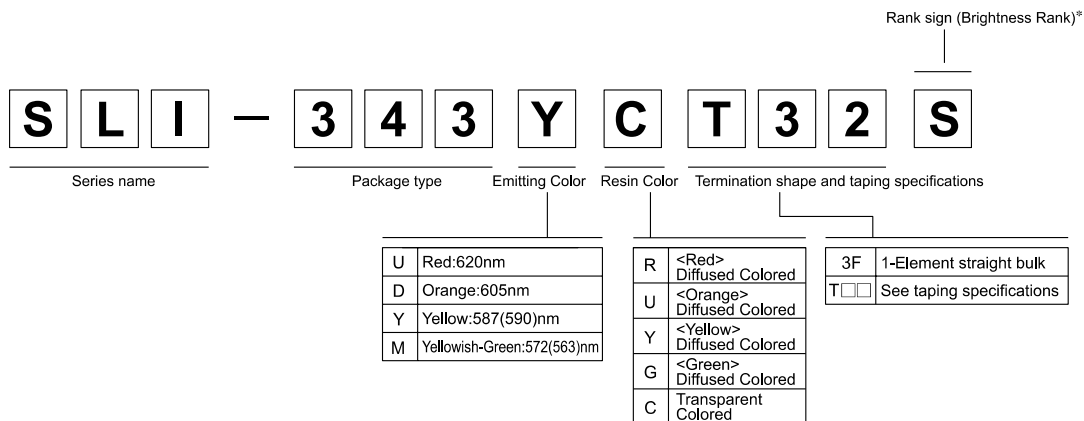 Rank sign (Brightness Rank)*
S L I — 3 4 3 Y C T 3 2 S
Series name
Package type
Emitting Color
Resin Color
Termination shape and taping specifications
U Red:620nm
D Orange:605nm
Y Yellow:587(590)nm
M Yellowish-Green:572(563)nm
R <Red>
Diffused Colored
U <Orange>
Diffused Colored
Y <Yellow>
Diffused Colored
G <Green>
Diffused Colored
C Transparent
Colored
3F 1-Element straight bulk
T□□ See taping specifications